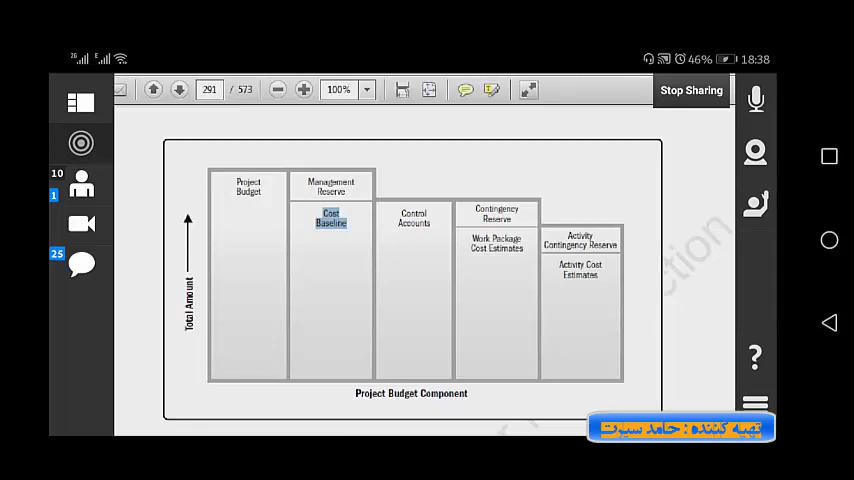 2G
E
46%
18:38
291 / 573
100%
Stop Sharing
10
1
25
Project
Budget
Management
Reserve
Cost
Baseline
Control
Accounts
Contingency
Reserve
Work Package
Cost Estimates
Activity
Contingency Reserve
Activity Cost
Estimates
Total Amount
Project Budget Component
?
تهیه کننده : حامد سیرت